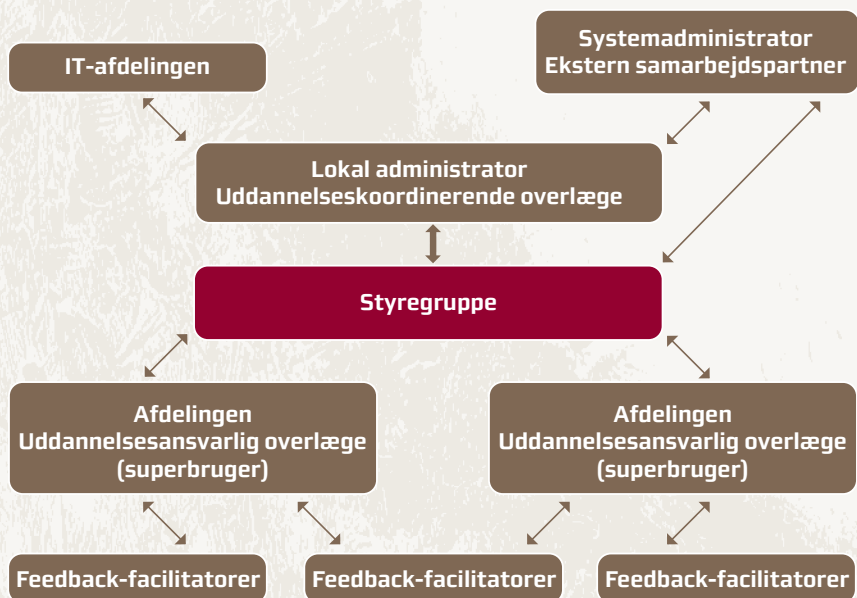 IT-afdelingen
Systemadministrator
Ekstern samarbejdspartner
Lokal administrator
Uddannelseskoordinerende overlæge
Styregruppe
Afdelingen
Uddannelsesansvarlig overlæge
(superbruger)
Afdelingen
Uddannelsesansvarlig overlæge
(superbruger)
Feedback-facilitatorer
Feedback-facilitatorer
Feedback-facilitatorer